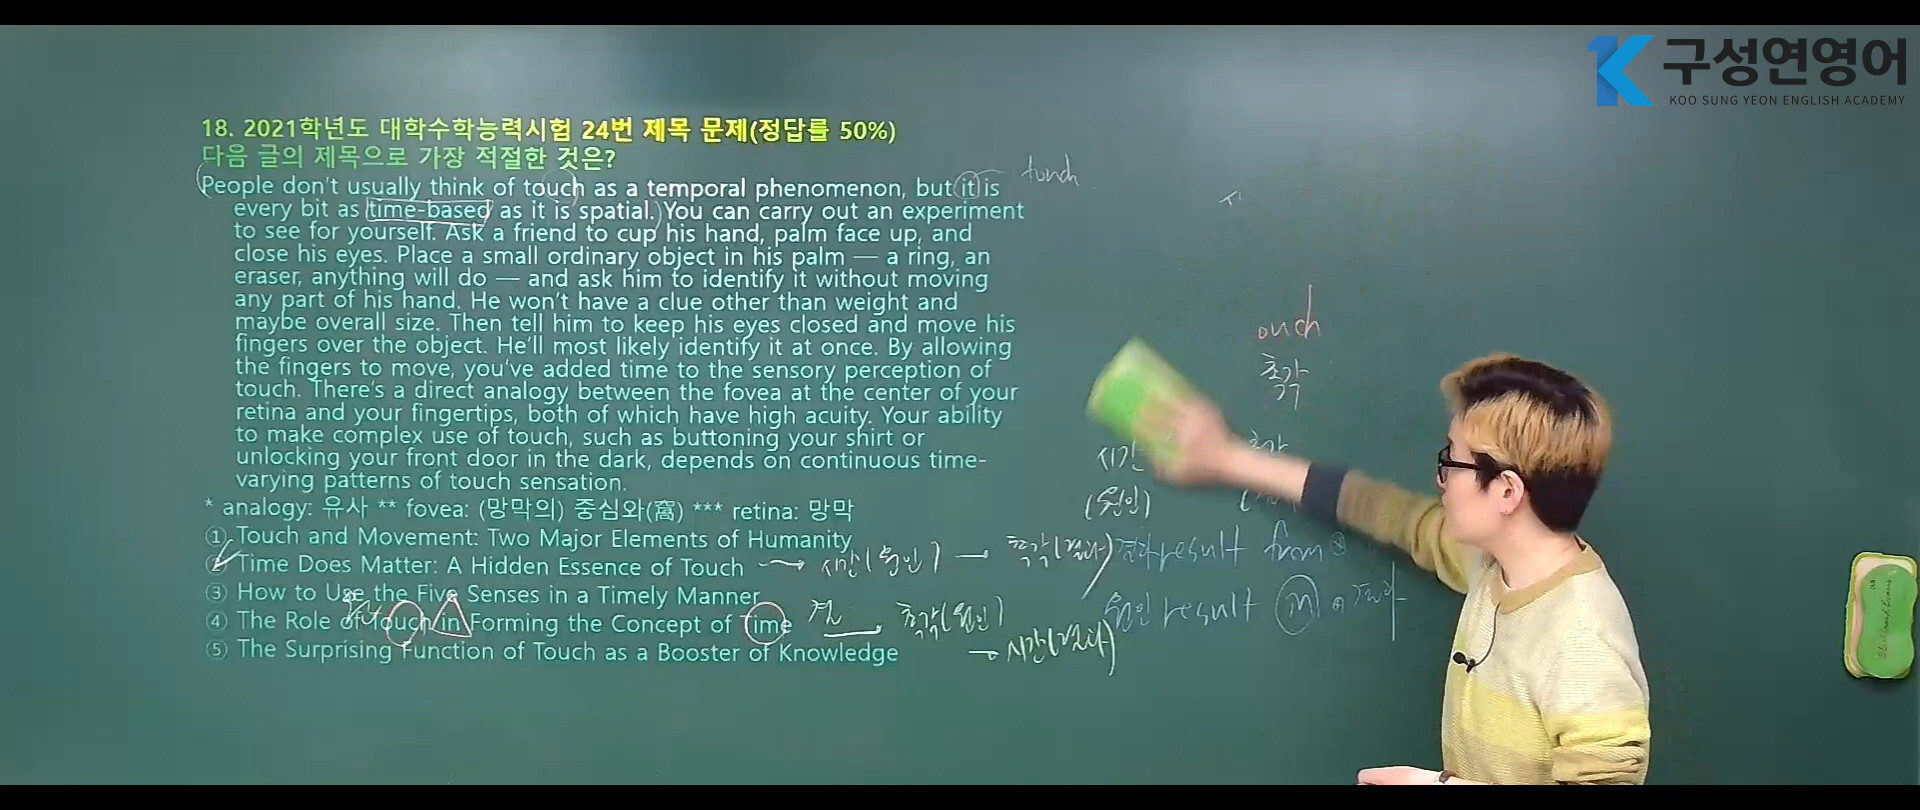 구성연영어
KOO SUNG YEON ENGLISH ACADEMY
18. 2021학년도 대학수학능력시험 24번 제목 문제(정답률 50%)
다음 글의 제목으로 가장 적절한 것은?
People don't usually think of touch as a temporal phenomenon, but it is
every bit as time-based as it is spatial. You can carry out an experiment
to see for yourself. Ask a friend to cup his hand, palm face up, and
close his eyes. Place a small ordinary object in his palm — a ring, an
eraser, anything will do — and ask him to identify it without moving
any part of his hand. He won't have a clue other than weight and
maybe overall size. Then tell him to keep his eyes closed and move his
fingers over the object. He'll most likely identify it at once. By allowing
the fingers to move, you've added time to the sensory perception of
touch. There's a direct analogy between the fovea at the center of your
retina and your fingertips, both of which have high acuity. Your ability
to make complex use of touch, such as buttoning your shirt or
unlocking your front door in the dark, depends on continuous time-
varying patterns of touch sensation.
* analogy: 유사 ** fovea: (망막의) 중심와(窩) *** retina: 망막
① Touch and Movement: Two Major Elements of Humanity
② Time Does Matter: A Hidden Essence of Touch
③ How to Use the Five Senses in a Timely Manner
④ The Role of Touch in Forming the Concept of Time
⑤ The Surprising Function of Touch as a Booster of Knowledge
touch
ouch
촉각
시간
(원인)
시간(원인) → 촉각(결과)
결과 result from
촉각(원인)
→ 시간(결과)
원인 result in